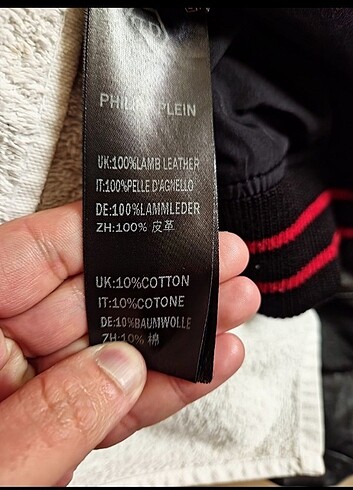 PHILIPP PLEIN
UK:100%LAMB LEATHER
IT:100%PELLE D'AGNELLO
DE:100%LAMMLEDER
ZH:100% 皮革
UK:10%COTTON
IT:10%COTONE
DE:10%BAUMWOLLE
ZH:10% 棉